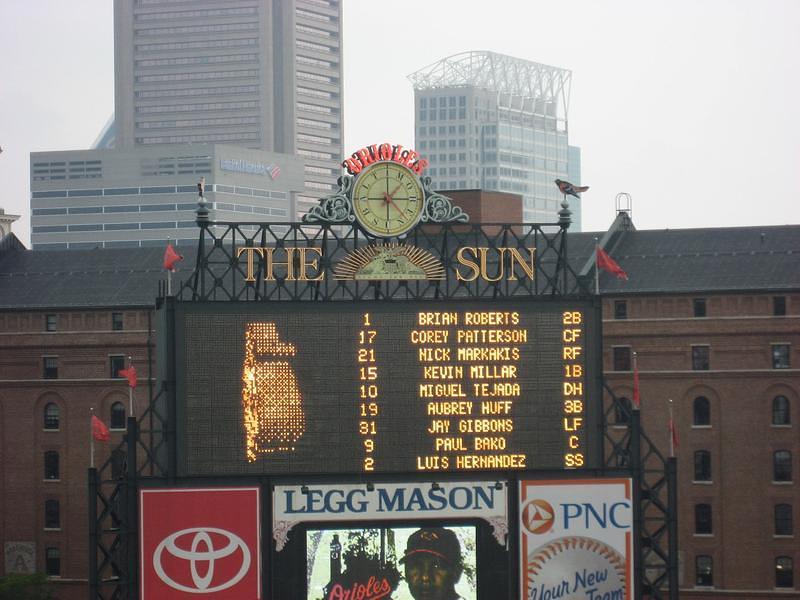 ORIOLES
THE SUN
1 BRIAN ROBERTS 2B
17 COREY PATTERSON CF
21 NICK MARKAKIS RF
15 KEVIN MILLAR 1B
10 MIGUEL TEJADA DH
19 AUBREY HUFF 3B
31 JAY GIBBONS LF
9 PAUL BAKO C
2 LUIS HERNANDEZ SS
LEGG MASON
PNC
Your New
Team
Orioles